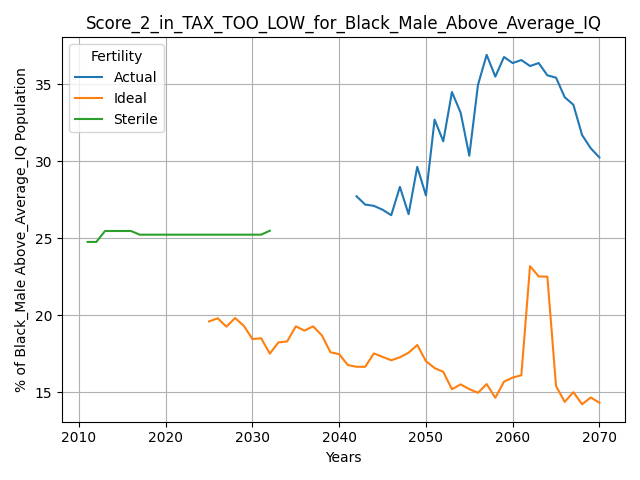 Score_2_in_TAX_TOO_LOW_for_Black_Male_Above_Average_IQ
Fertility
Actual
Ideal
Sterile
% of Black_Male Above_Average_IQ Population
35
30
25
20
15
2010
2020
2030
2040
2050
2060
2070
Years